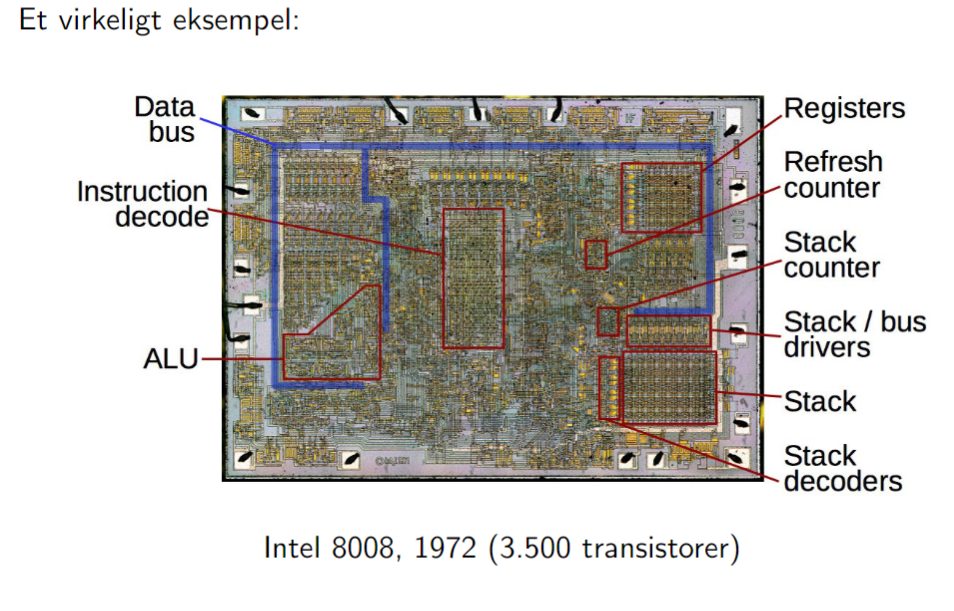 Et virkeligt eksempel:
Data
bus
Instruction
decode
ALU
Registers
Refresh
counter
Stack
counter
Stack / bus
drivers
Stack
Stack
decoders
Intel 8008, 1972 (3.500 transistorer)